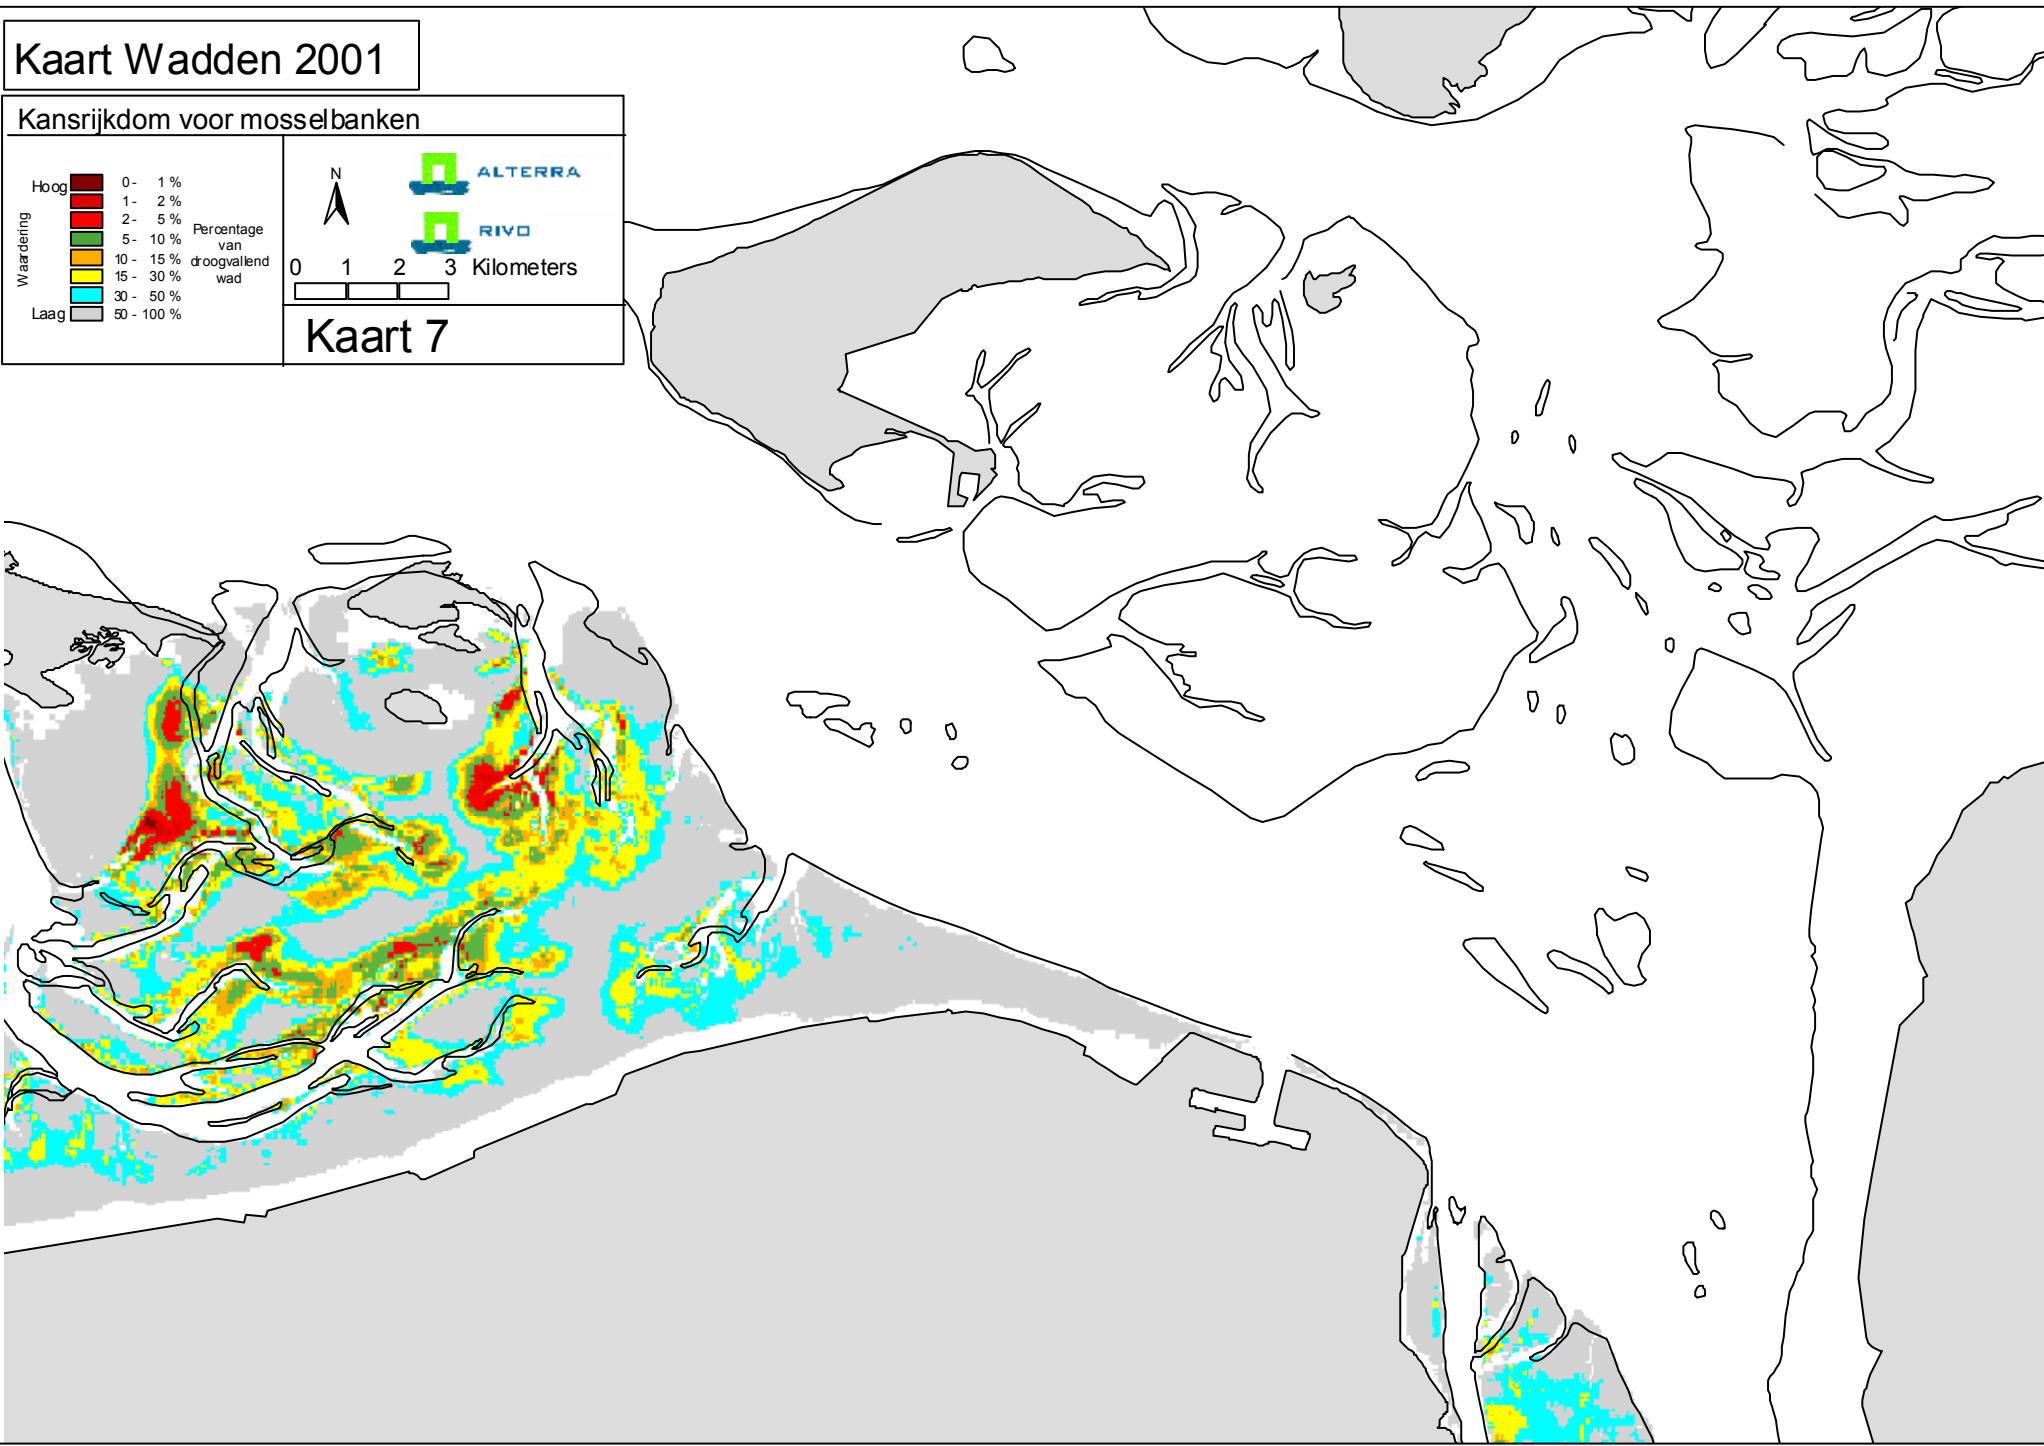 Kaart Wadden 2001
Kansrijkdom voor mosselbanken
Hoog
Waardering
Laag
0 - 1 %
1 - 2 %
2 - 5 %
5 - 10 %
10 - 15 %
15 - 30 %
30 - 50 %
50 - 100 %
Percentage
van
droogvallend
wad
N
ALTERRA
RIVO
0 1 2 3 Kilometers
Kaart 7